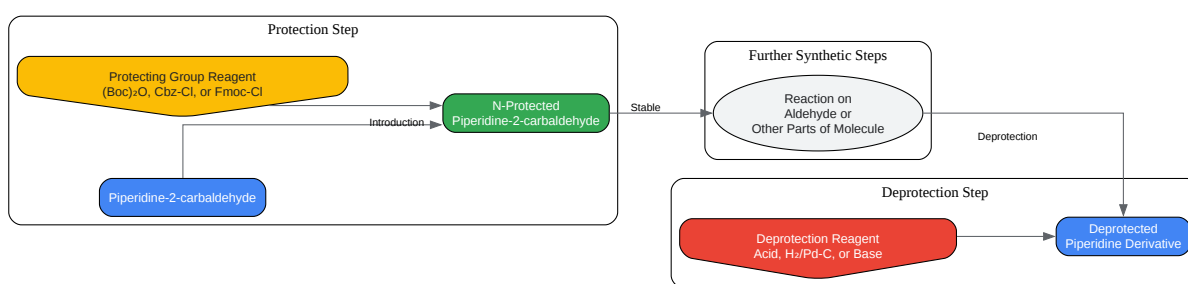 Protection Step
Protecting Group Reagent
(Boc)₂O, Cbz-Cl, or Fmoc-Cl
Introduction
N-Protected
Piperidine-2-carbaldehyde
Piperidine-2-carbaldehyde
Stable
Further Synthetic Steps
Reaction on
Aldehyde or
Other Parts of Molecule
Deprotection
Deprotection Step
Deprotection Reagent
Acid, H₂/Pd-C, or Base
Deprotected
Piperidine Derivative